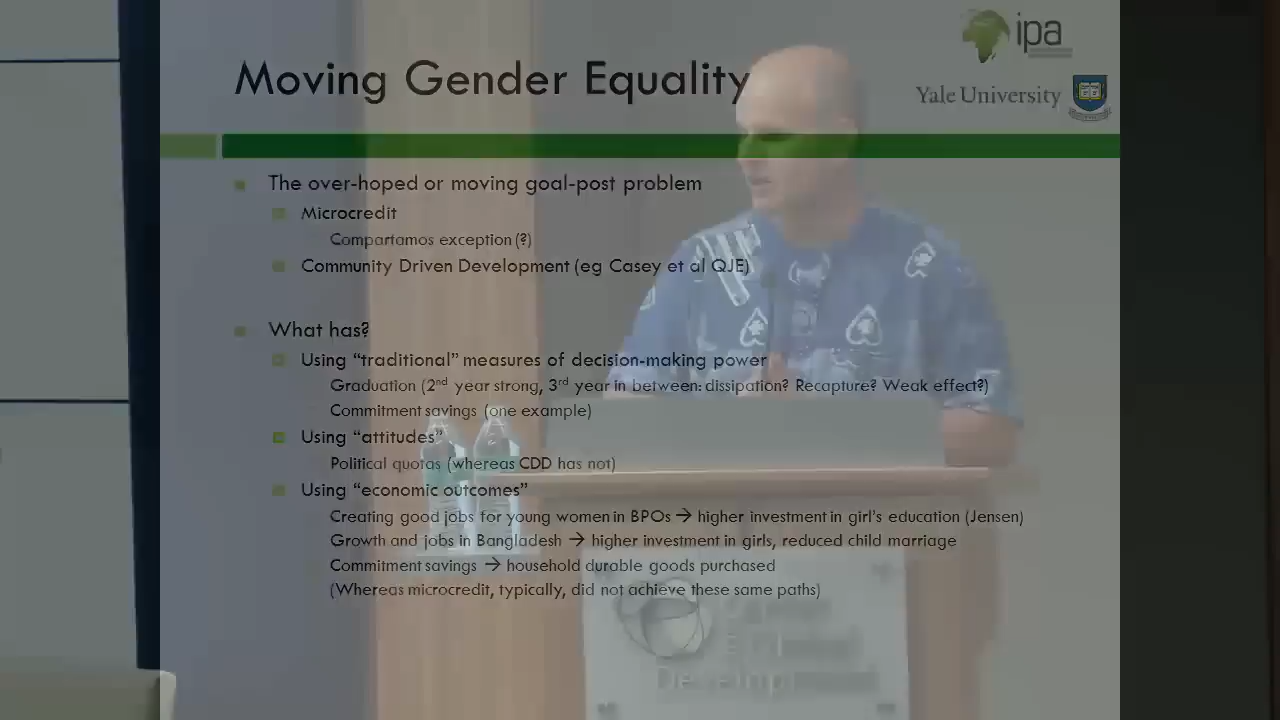 ipa
Moving Gender Equality
Yale University
The over-hoped or moving goal-post problem
Microcredit
Compartamos exception (?)
Community Driven Development (eg Casey et al QJE)
What has?
Using “traditional” measures of decision-making power
Graduation (2nd year strong, 3rd year in between: dissipation? Recapture? Weak effect?)
Commitment savings (one example)
Using “attitudes”
Political quotas (whereas CDD has not)
Using “economic outcomes”
Creating good jobs for young women in BPOs → higher investment in girl’s education (Jensen)
Growth and jobs in Bangladesh → higher investment in girls, reduced child marriage
Commitment savings → household durable goods purchased
(Whereas microcredit, typically, did not achieve these same paths)
Center
Global
Development